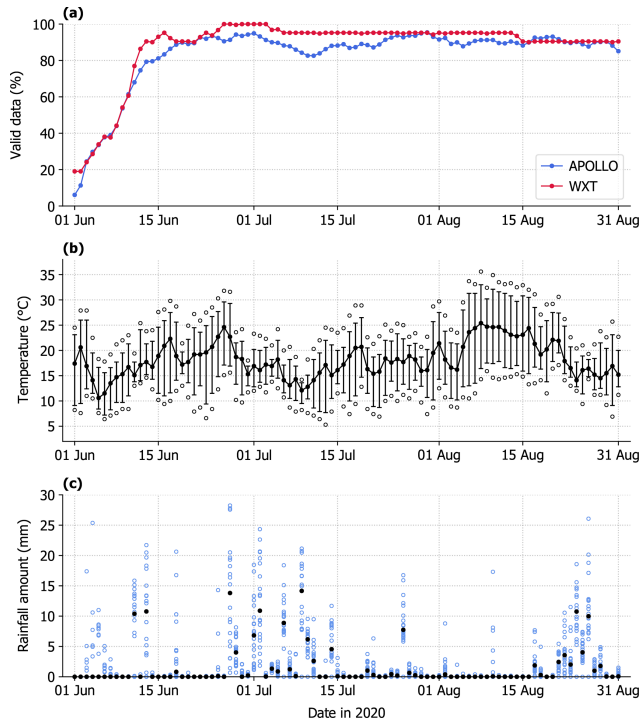 (a)
Valid data (%)
100
80
60
40
20
0
APOLLO
WXT
01 Jun 15 Jun 01 Jul 15 Jul 01 Aug 15 Aug 31 Aug
(b)
Temperature (°C)
35
30
25
20
15
10
5
01 Jun 15 Jun 01 Jul 15 Jul 01 Aug 15 Aug 31 Aug
(c)
Rainfall amount (mm)
30
25
20
15
10
5
0
01 Jun 15 Jun 01 Jul 15 Jul 01 Aug 15 Aug 31 Aug
Date in 2020